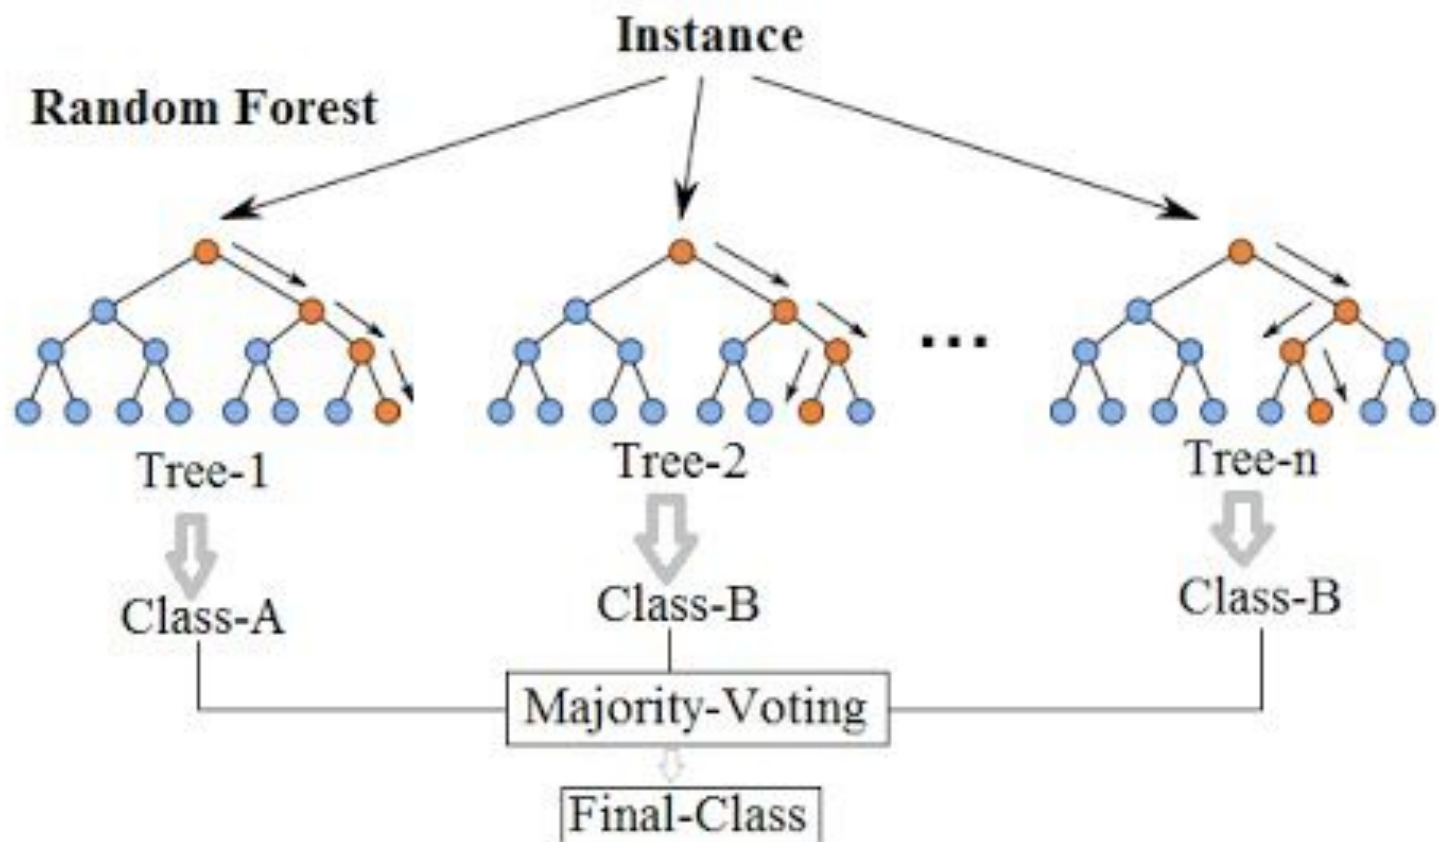 Instance
Random Forest
...
Tree-1
Tree-2
Tree-n
Class-A
Class-B
Class-B
Majority-Voting
Final-Class